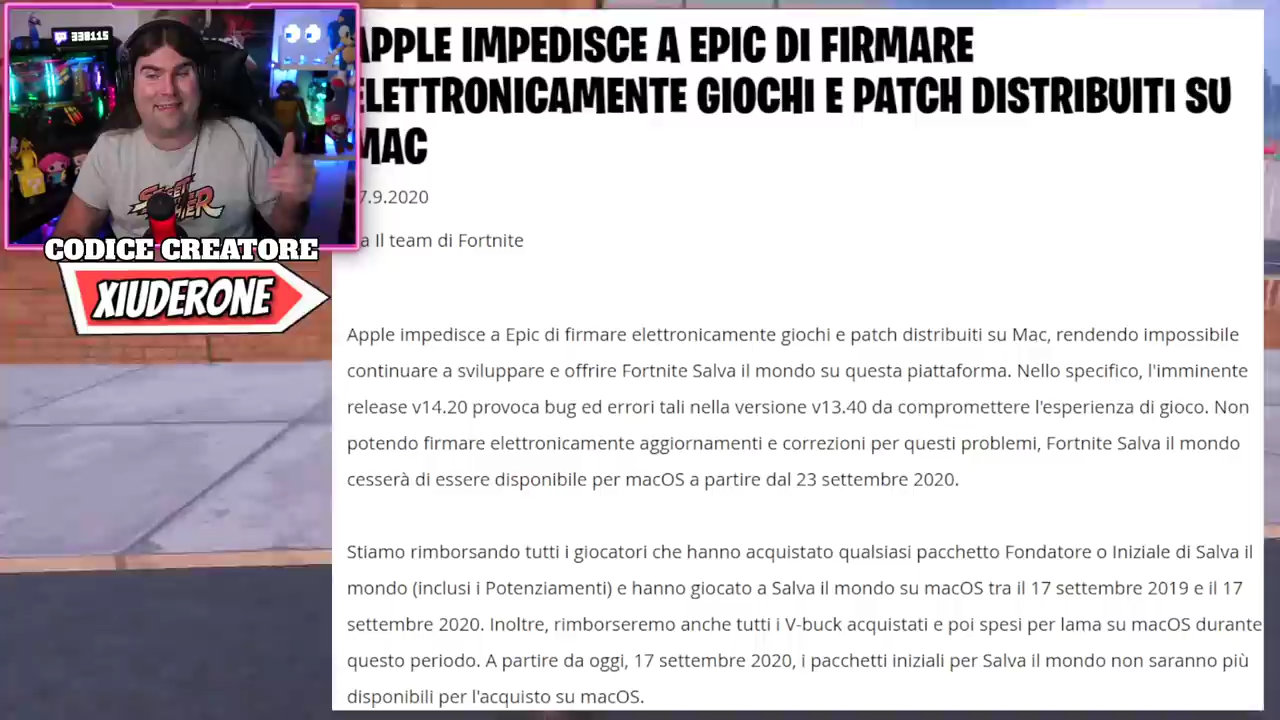 338115
APPLE IMPEDISCE A EPIC DI FIRMARE
ELETTRONICAMENTE GIOCHI E PATCH DISTRIBUITI SU
MAC
7.9.2020
a Il team di Fortnite
CODICE CREATORE
XIUDERONE
Apple impedisce a Epic di firmare elettronicamente giochi e patch distribuiti su Mac, rendendo impossibile
continuare a sviluppare e offrire Fortnite Salva il mondo su questa piattaforma. Nello specifico, l'imminente
release v14.20 provoca bug ed errori tali nella versione v13.40 da compromettere l'esperienza di gioco. Non
potendo firmare elettronicamente aggiornamenti e correzioni per questi problemi, Fortnite Salva il mondo
cesserà di essere disponibile per macOS a partire dal 23 settembre 2020.
Stiamo rimborsando tutti i giocatori che hanno acquistato qualsiasi pacchetto Fondatore o Iniziale di Salva il
mondo (inclusi i Potenziamenti) e hanno giocato a Salva il mondo su macOS tra il 17 settembre 2019 e il 17
settembre 2020. Inoltre, rimborseremo anche tutti i V-buck acquistati e poi spesi per lama su macOS durante
questo periodo. A partire da oggi, 17 settembre 2020, i pacchetti iniziali per Salva il mondo non saranno più
disponibili per l'acquisto su macOS.